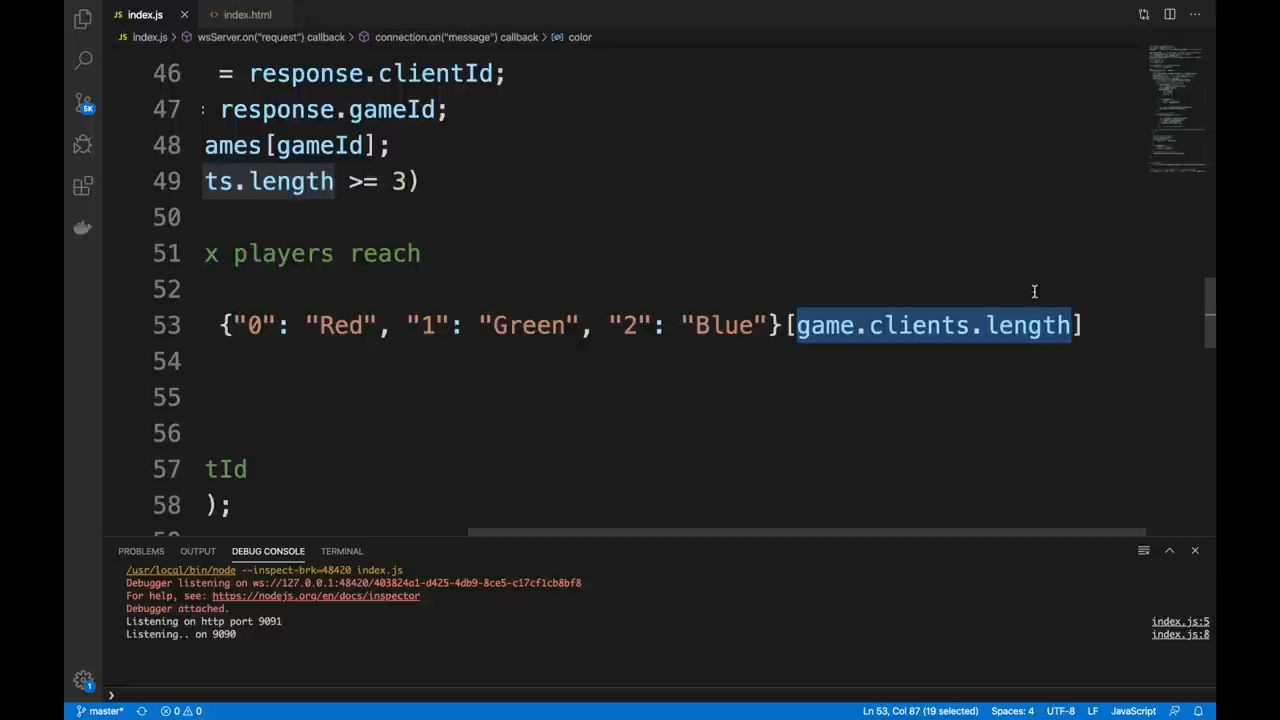 index.js
index.html
index.js > wsServer.on("request") callback > connection.on("message") callback > color
46 = response.clientId;
47 : response.gameId;
48 ames[gameId];
49 ts.length >= 3)
50
51 x players reach
52
53 {"0": "Red", "1": "Green", "2": "Blue"}[game.clients.length]
54
55
56
57 tId
58 );
5K
PROBLEMS OUTPUT DEBUG CONSOLE TERMINAL
/usr/local/bin/node --inspect-brk=48420 index.js
Debugger listening on ws://127.0.0.1:48420/403824a1-d425-4db9-8ce5-c17cf1cb8bf8
For help, see: https://nodejs.org/en/docs/inspector
Debugger attached.
Listening on http port 9091 index.js:5
Listening.. on 9090 index.js:8
1
master* 0 0 Ln 53, Col 87 (19 selected) Spaces: 4 UTF-8 LF JavaScript